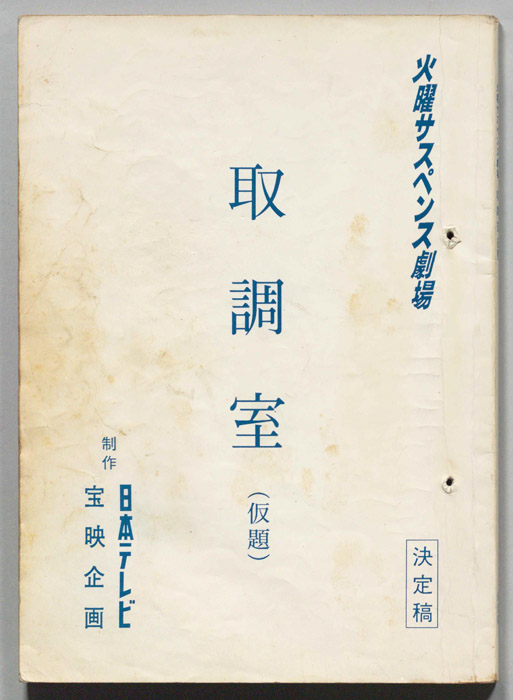 火曜サスペンス劇場
取調室
(仮題)
決定稿
制作
日本テレビ
宝映企画